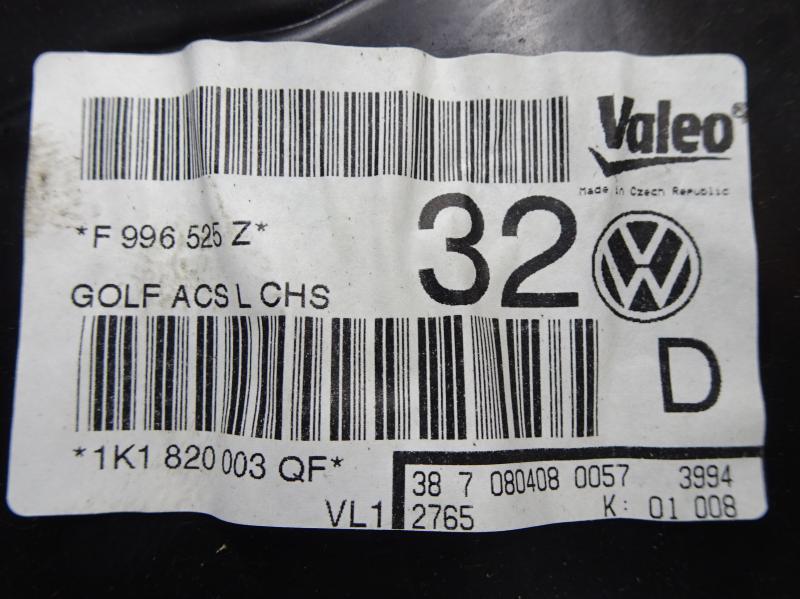 Valeo®
Made in Czech Republic
*F 996 525 Z*
32
VW
GOLF ACS L CHS
D
*1K1 820 003 QF*
38 7 080408 0057 3994
VL1 2765 K: 01 008